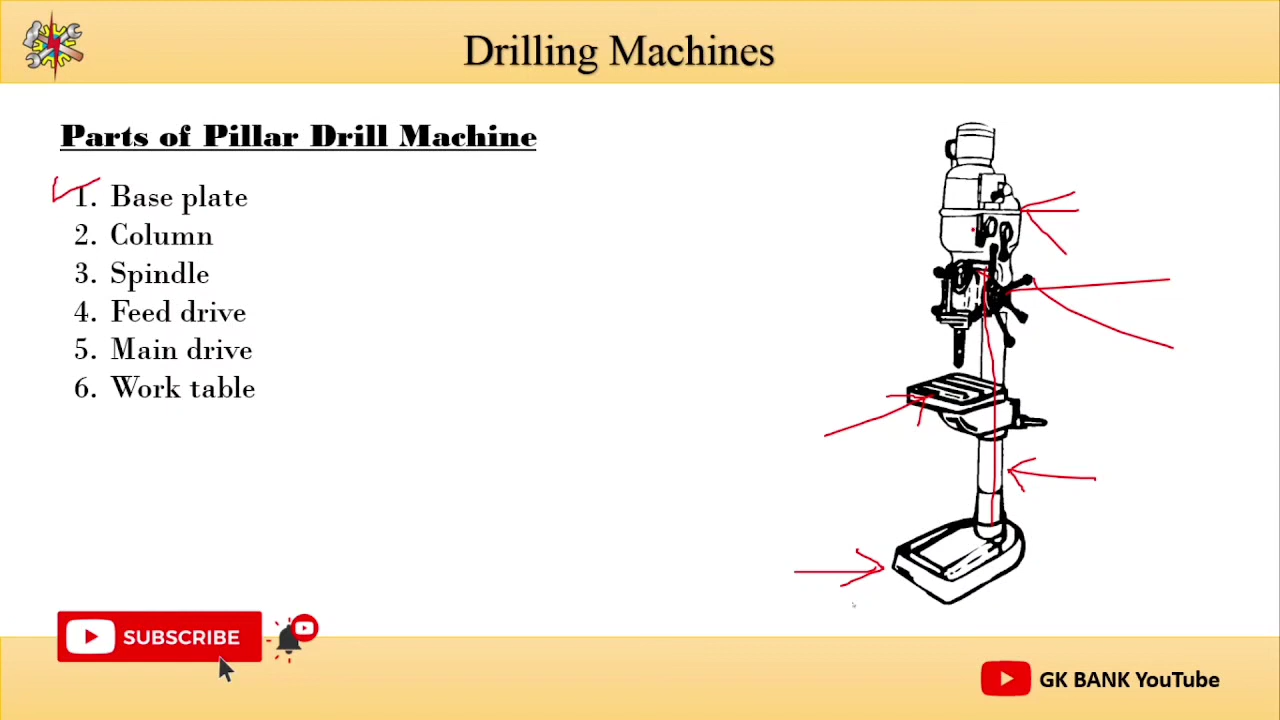 Drilling Machines
Parts of Pillar Drill Machine
1. Base plate
2. Column
3. Spindle
4. Feed drive
5. Main drive
6. Work table
SUBSCRIBE
GK BANK YouTube